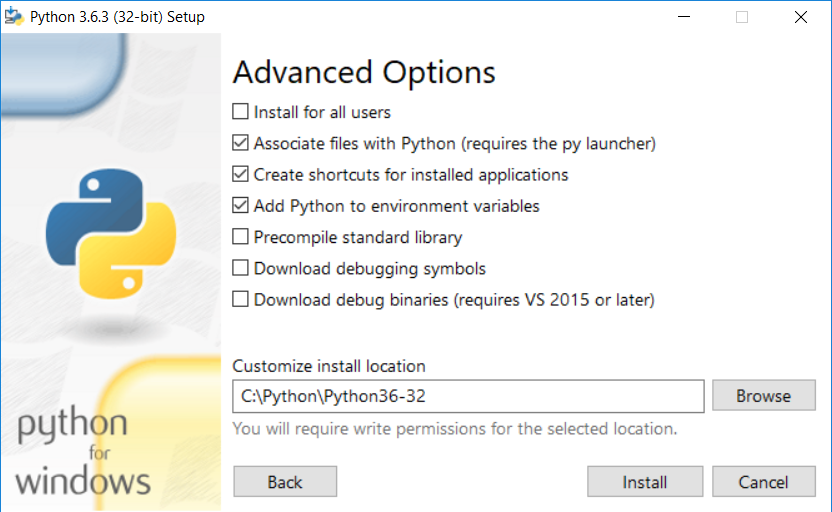 Python 3.6.3 (32-bit) Setup
Advanced Options
Install for all users
Associate files with Python (requires the py launcher)
Create shortcuts for installed applications
Add Python to environment variables
Precompile standard library
Download debugging symbols
Download debug binaries (requires VS 2015 or later)
Customize install location
C:\Python\Python36-32
Browse
You will require write permissions for the selected location.
python
for
windows
Back
Install
Cancel